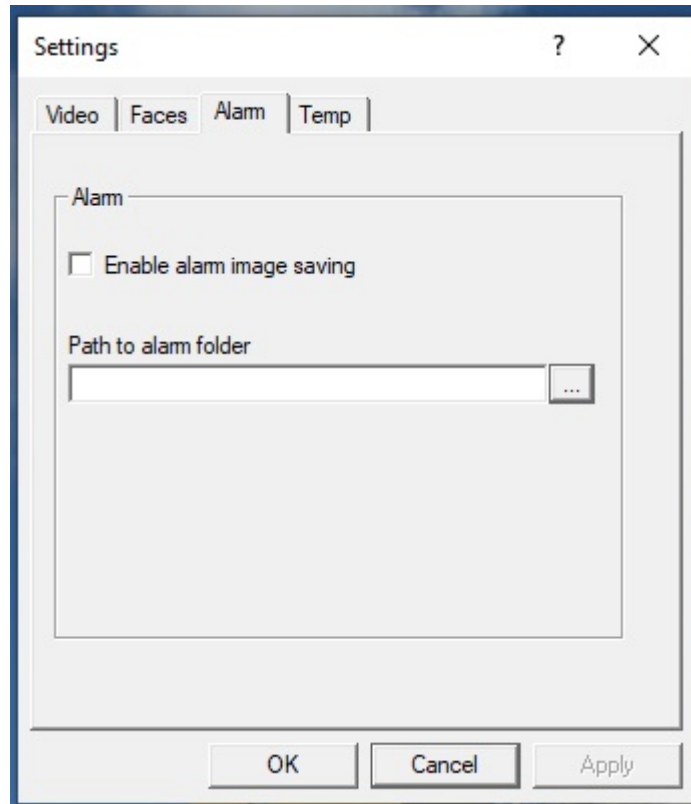 Settings ? ×
Video Faces Alarm Temp
Alarm
Enable alarm image saving
Path to alarm folder
...
OK Cancel Apply